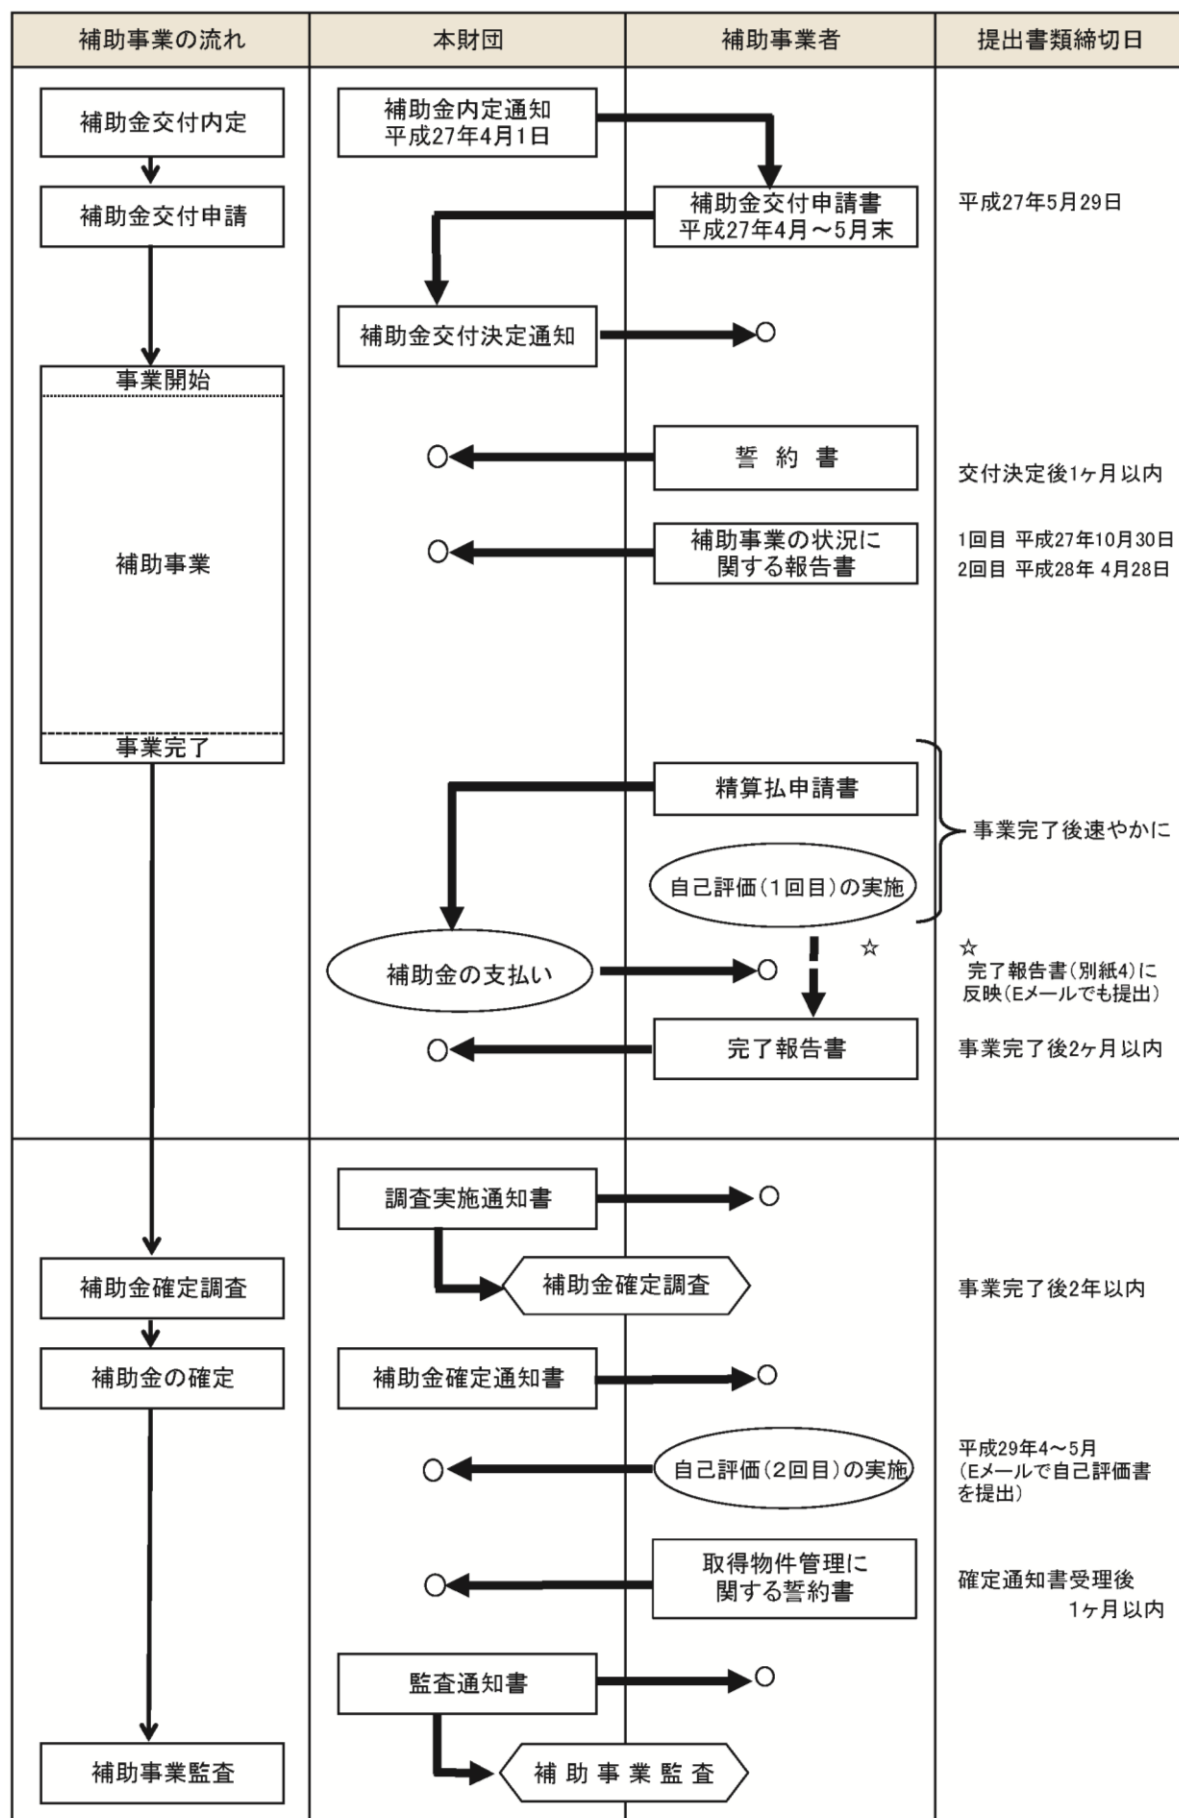 補助事業の流れ
本財団
補助事業者
提出書類締切日
補助金交付内定
補助金内定通知
平成27年4月1日
補助金交付申請
補助金交付申請書
平成27年4月～5月末
平成27年5月29日
補助金交付決定通知
事業開始
誓 約 書
交付決定後1ヶ月以内
補助事業
補助事業の状況に
関する報告書
1回目 平成27年10月30日
2回目 平成28年 4月28日
事業完了
精算払申請書
事業完了後速やかに
自己評価(1回目)の実施
☆
☆
補助金の支払い
完了報告書(別紙4)に
反映(Eメールでも提出)
完了報告書
事業完了後2ヶ月以内
調査実施通知書
補助金確定調査
補助金確定調査
事業完了後2年以内
補助金の確定
補助金確定通知書
自己評価(2回目)の実施
平成29年4～5月
(Eメールで自己評価書
を提出)
取得物件管理に
関する誓約書
確定通知書受理後
1ヶ月以内
監査通知書
補助事業監査
補 助 事 業 監 査